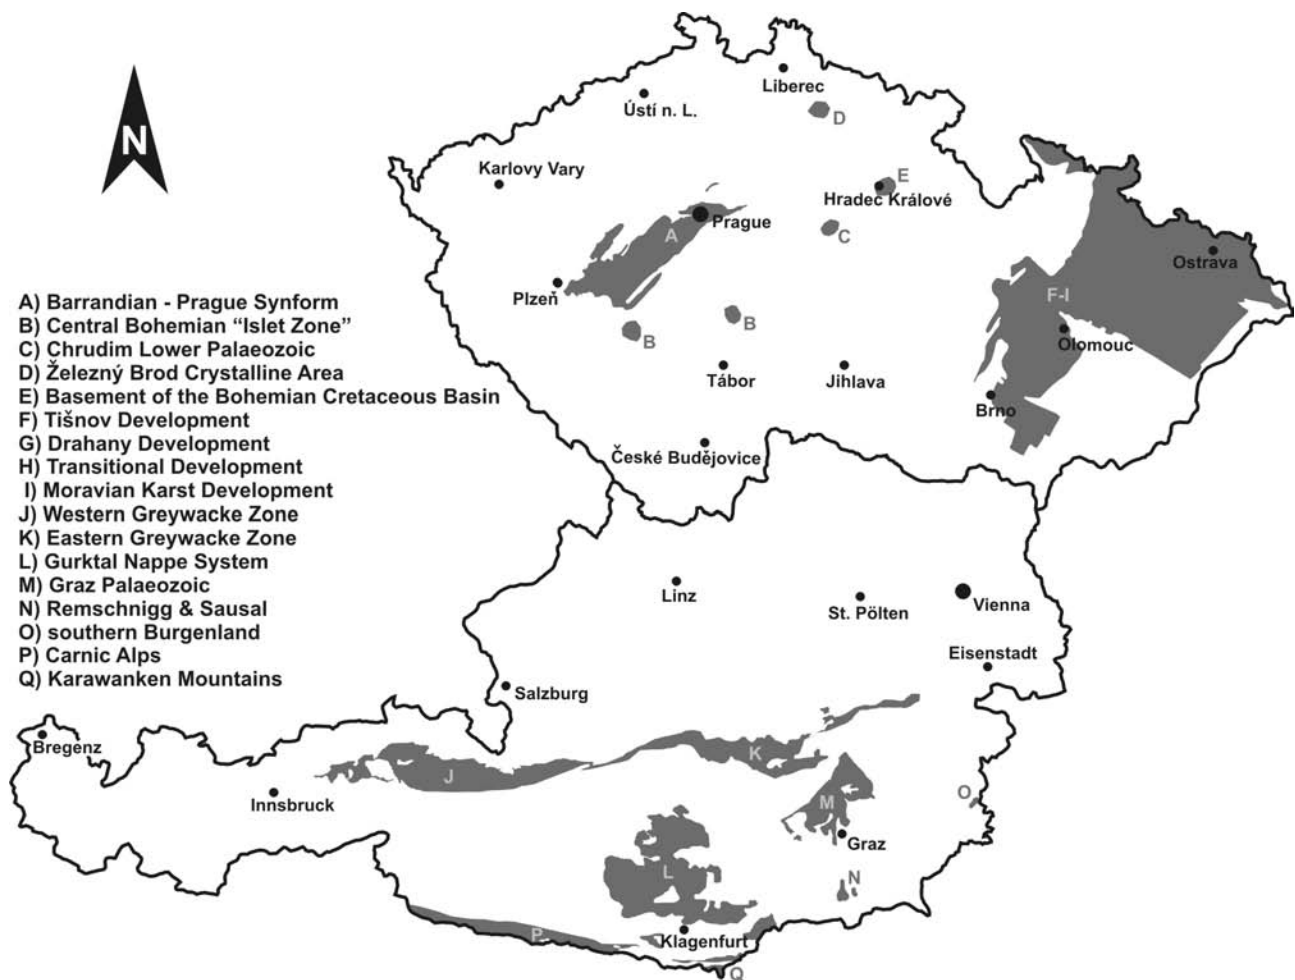 N
Liberec
Ústí n. L.
D
Karlovy Vary
E
Hradec Králové
Prague
A
C
Ostrava
Plzeň
F-I
B
B
Olomouc
Tábor
Jihlava
Brno
České Budějovice
A) Barrandian - Prague Synform
B) Central Bohemian “Islet Zone”
C) Chrudim Lower Palaeozoic
D) Železný Brod Crystalline Area
E) Basement of the Bohemian Cretaceous Basin
F) Tišnov Development
G) Drahany Development
H) Transitional Development
I) Moravian Karst Development
J) Western Greywacke Zone
K) Eastern Greywacke Zone
L) Gurktal Nappe System
M) Graz Palaeozoic
N) Remschnigg & Sausal
O) southern Burgenland
P) Carnic Alps
Q) Karawanken Mountains
Linz
St. Pölten
Vienna
Eisenstadt
Salzburg
Bregenz
K
J
Innsbruck
M
O
Graz
L
N
P
Klagenfurt
Q